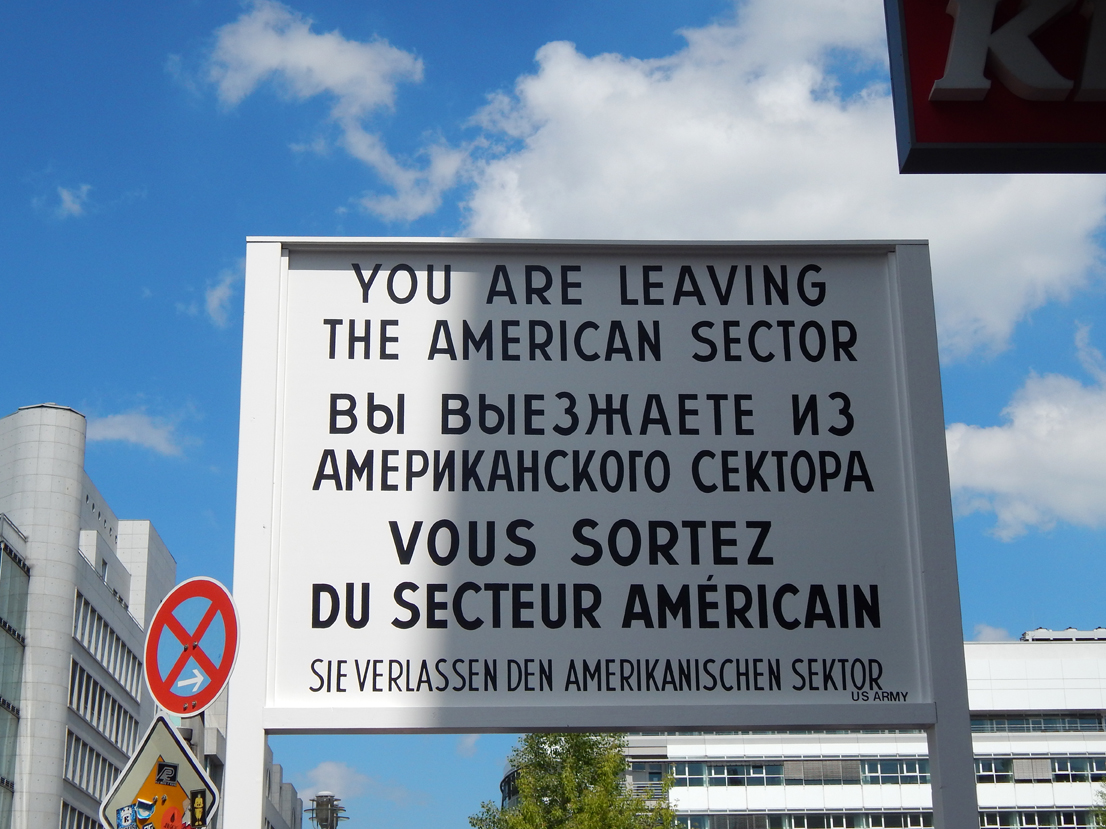 YOU ARE LEAVING
THE AMERICAN SECTOR
ВЫ ВЫЕЗЖАЕТЕ ИЗ
АМЕРИКАНСКОГО СЕКТОРА
VOUS SORTEZ
DU SECTEUR AMÉRICAIN
SIE VERLASSEN DEN AMERIKANISCHEN SEKTOR
US ARMY